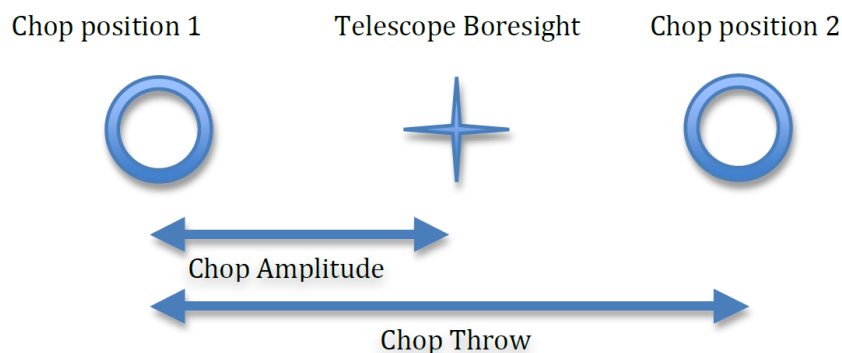 Chop position 1
Telescope Boresight
Chop position 2
Chop Amplitude
Chop Throw